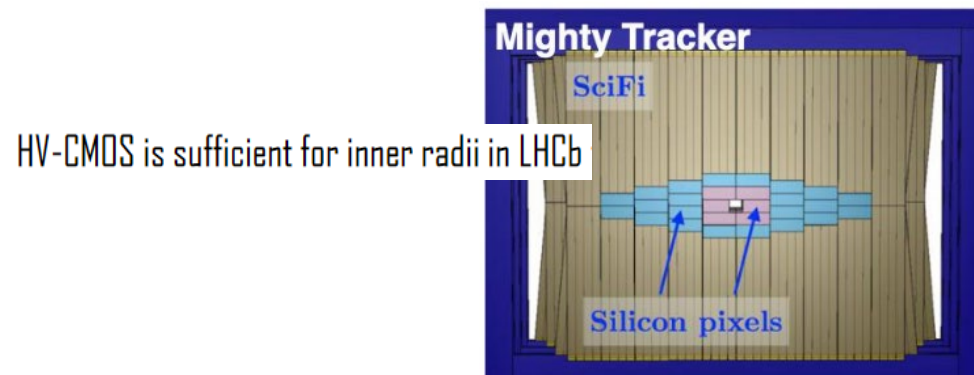 Mighty Tracker
SciFi
HV-CMOS is sufficient for inner radii in LHCb
Silicon pixels